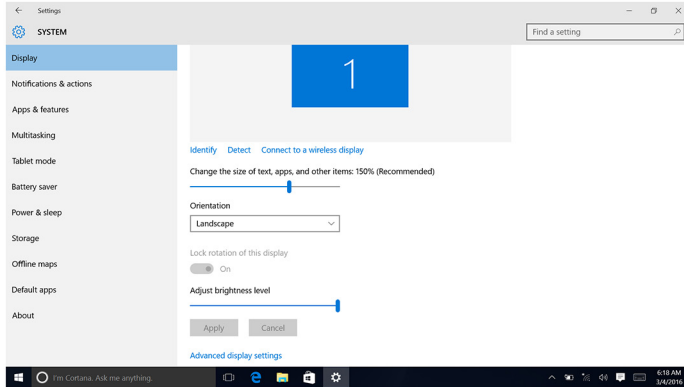 Settings
SYSTEM
Find a setting
Display
Notifications & actions
Apps & features
Multitasking
Tablet mode
Battery saver
Power & sleep
Storage
Offline maps
Default apps
About
1
Identify Detect Connect to a wireless display
Change the size of text, apps, and other items: 150% (Recommended)
Orientation
Landscape
Lock rotation of this display
On
Adjust brightness level
Apply Cancel
Advanced display settings
I'm Cortana. Ask me anything.
6:18 AM
3/4/2016